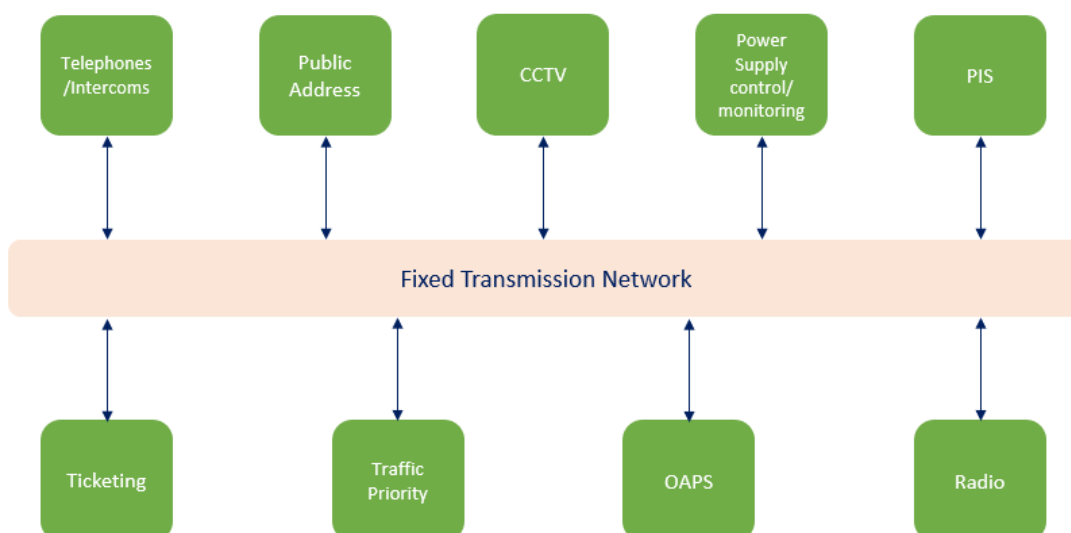 Telephones
/Intercoms
Public
Address
CCTV
Power
Supply
control/
monitoring
PIS
Fixed Transmission Network
Ticketing
Traffic
Priority
OAPS
Radio